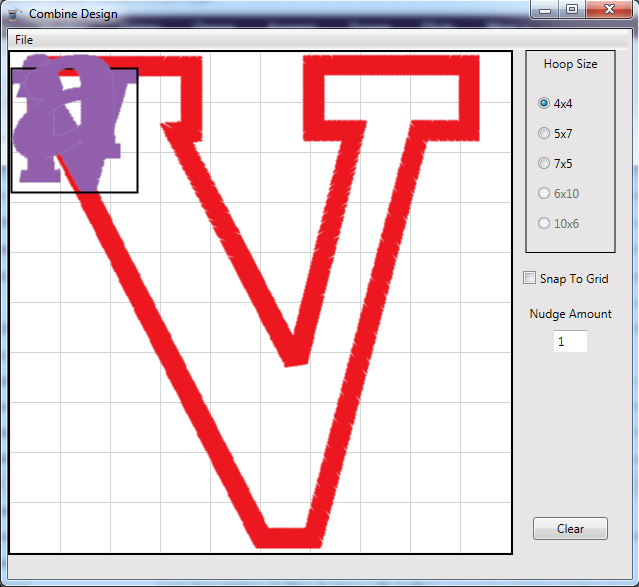 Combine Design
File
Hoop Size
4x4
5x7
7x5
6x10
10x6
Snap To Grid
Nudge Amount
1
Clear
V